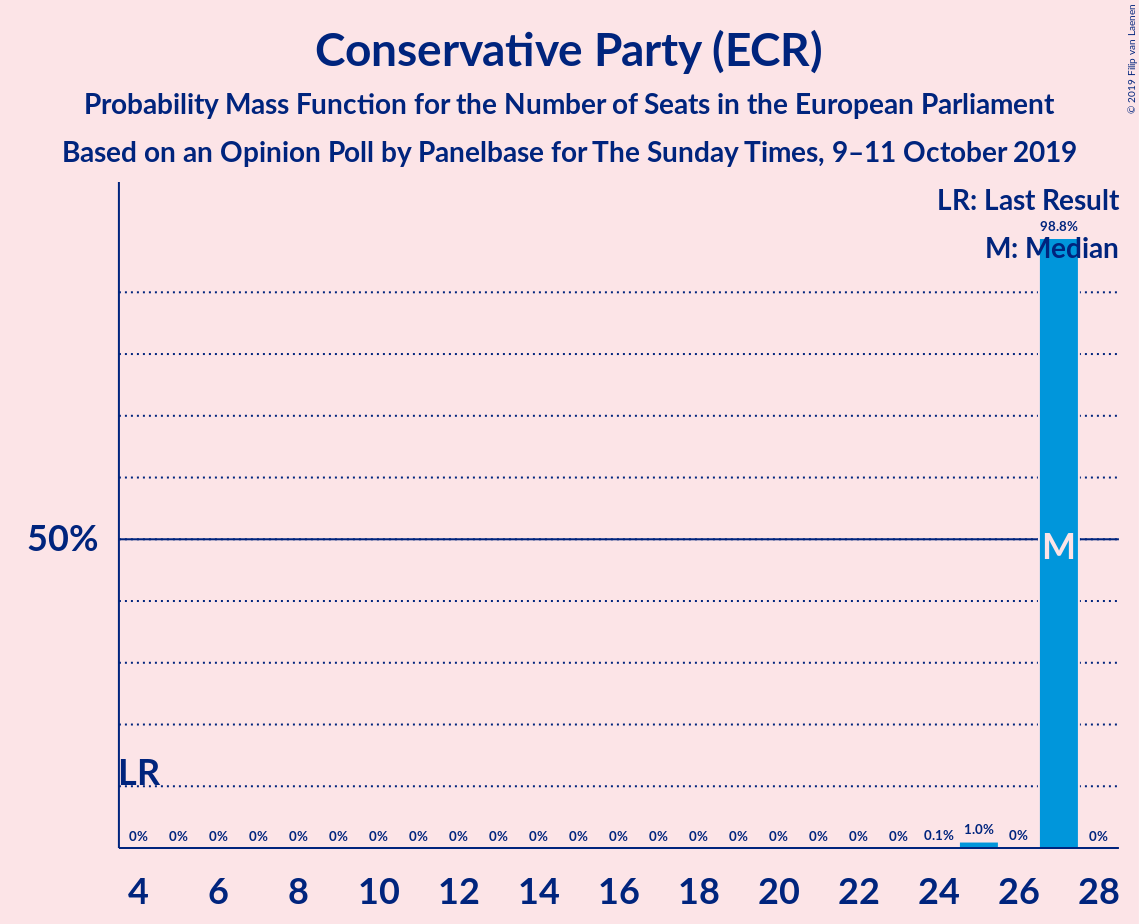 Conservative Party (ECR)
Probability Mass Function for the Number of Seats in the European Parliament
Based on an Opinion Poll by Panelbase for The Sunday Times, 9–11 October 2019
© 2019 Filip van Laenen
LR: Last Result
98.8%
M: Median
50%
M
LR
0% 0% 0% 0% 0% 0% 0% 0% 0% 0% 0% 0% 0% 0% 0% 0% 0% 0% 0% 0% 0.1% 1.0% 0% 0%
4 6 8 10 12 14 16 18 20 22 24 26 28